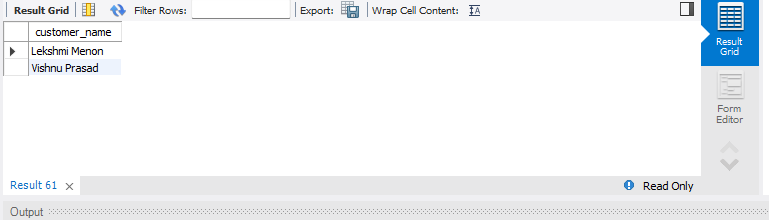 Result Grid Filter Rows: Export: Wrap Cell Content:
customer_name
Lekshmi Menon
Vishnu Prasad
Result
Grid
Form
Editor
Result 61 Read Only
Output